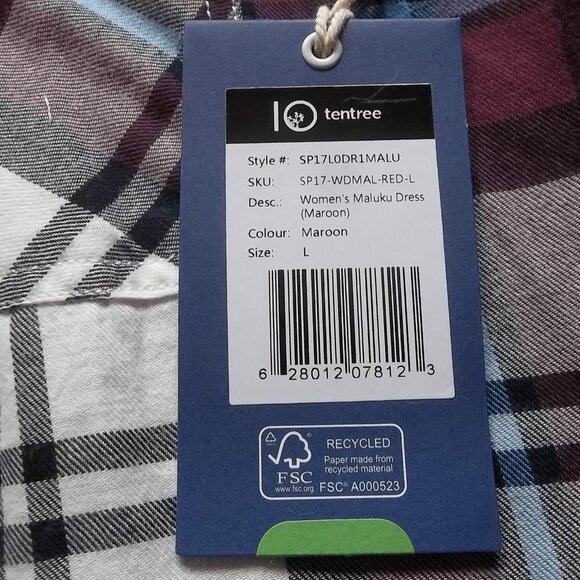 10 tentree
Style #: SP17L0DR1MALU
SKU: SP17-WDMAL-RED-L
Desc.: Women's Maluku Dress
(Maroon)
Colour: Maroon
Size: L
6 28012 07812 3
FSC
www.fsc.org
RECYCLED
Paper made from
recycled material
FSC® A000523